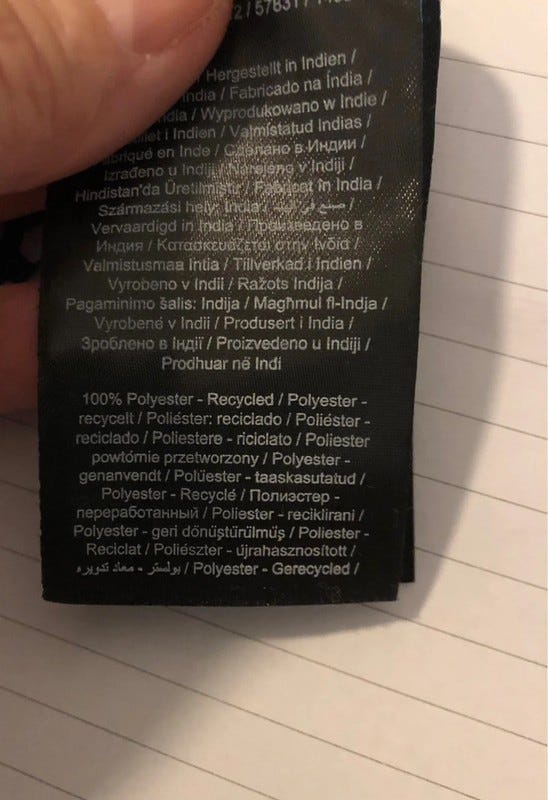 Hergestellt in Indien /
Fabricado na Índia /
Wyprodukowano w Indie /
i Indien / Valmistatud Indias /
en Inde / Сделано в Индии /
Izrađeno u Indiji / Narejeno v Indiji /
Hindistan'da Üretilmiştir / Fabricat în India /
Származási hely: India / صنع في الهند /
Vervaardigd in India / Произведено в
Индия / Κατασκευάζεται στην Ινδία /
Valmistusmaa Intia / Tillverkad i Indien /
Vyrobeno v Indii / Ražots Indija /
Pagaminimo šalis: Indija / Magħmul fl-Indja /
Vyrobené v Indii / Produsert i India /
Зроблено в Індії / Proizvedeno u Indiji /
Prodhuar në Indi
100% Polyester - Recycled / Polyester -
recycelt / Poliéster: reciclado / Poliéster -
reciclado / Poliestere - riciclato / Poliester
powtórnie przetworzony / Polyester -
genanvendt / Polüester - taaskasutatud /
Polyester - Recyclé / Полиэстер -
переработанный / Poliester - reciklirani /
Polyester - geri dönüştürülmüş / Poliester -
Reciclat / Poliészter - újrahasznosított /
بولستر - معاد تدويره / Polyester - Gerecycled /